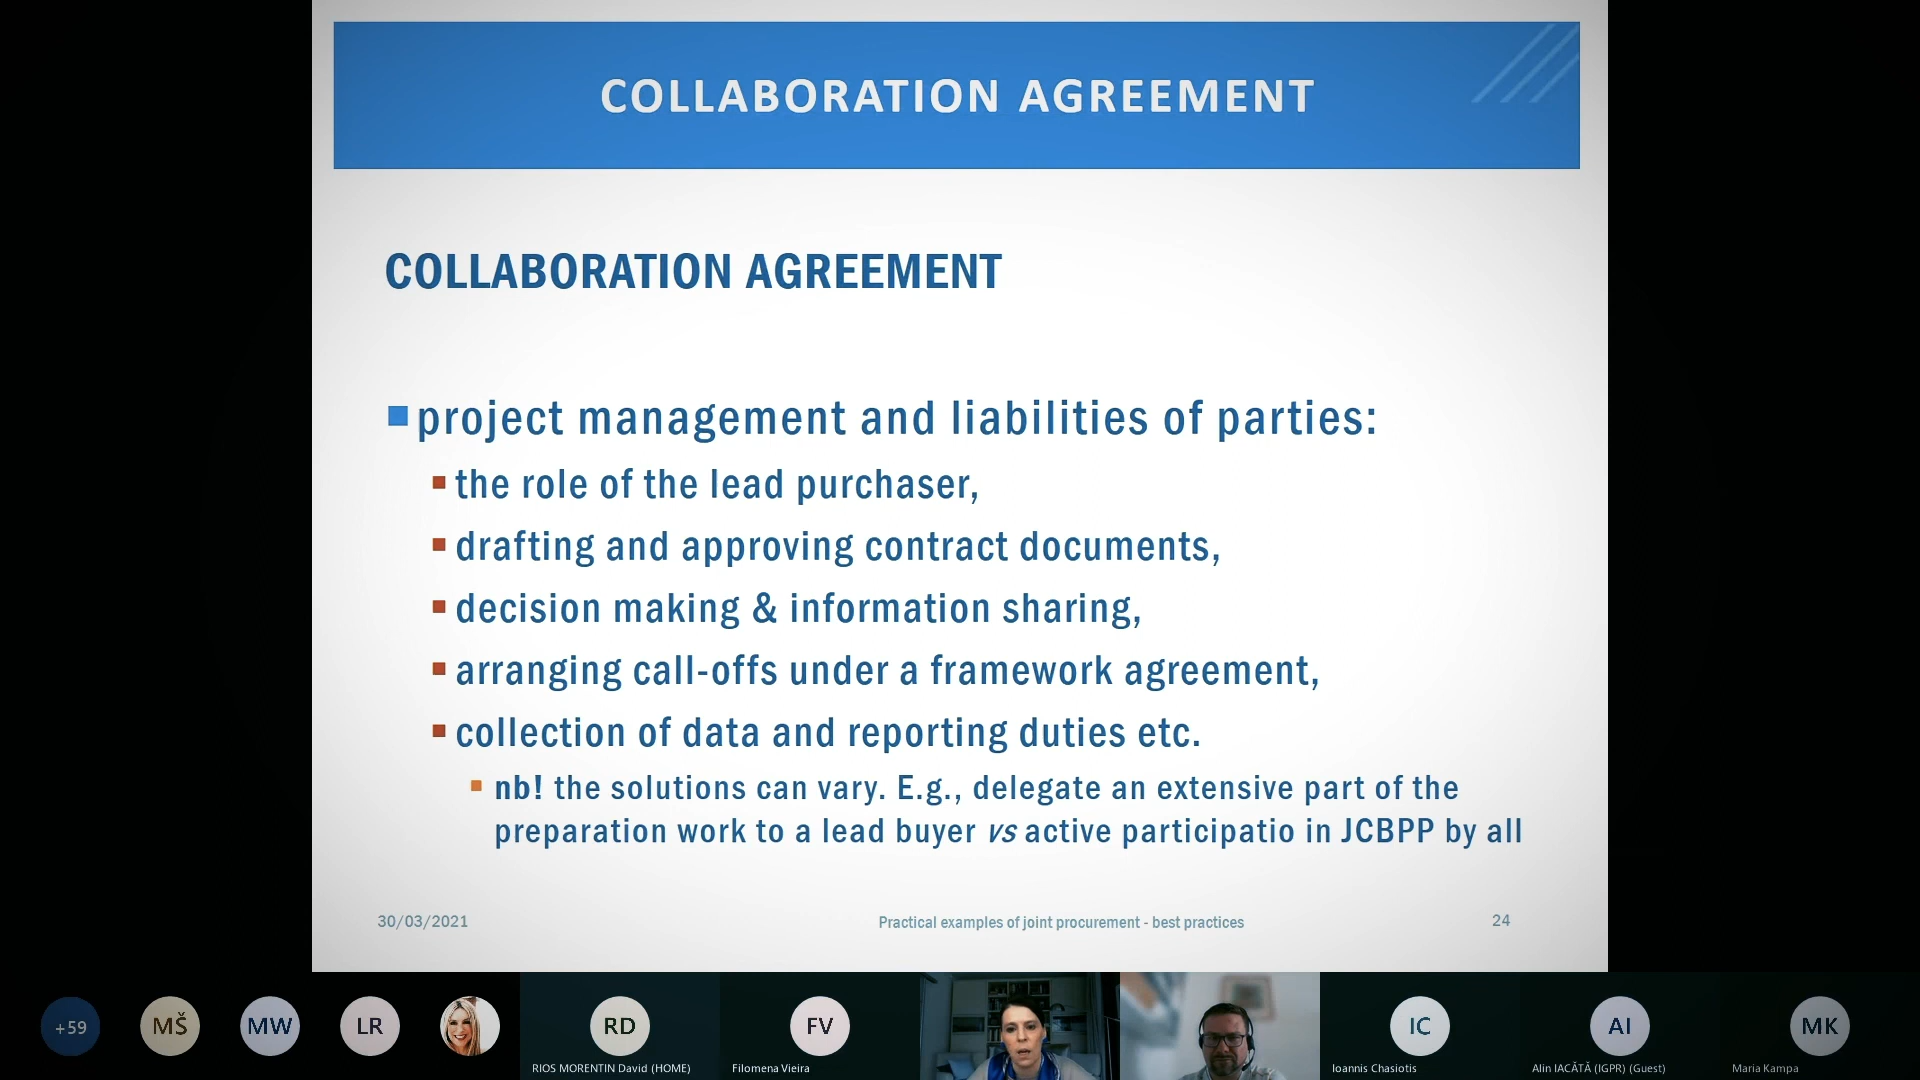 COLLABORATION AGREEMENT
COLLABORATION AGREEMENT
project management and liabilities of parties:
the role of the lead purchaser,
drafting and approving contract documents,
decision making & information sharing,
arranging call-offs under a framework agreement,
collection of data and reporting duties etc.
nb! the solutions can vary. E.g., delegate an extensive part of the
preparation work to a lead buyer vs active participatio in JCBPP by all
30/03/2021
Practical examples of joint procurement - best practices
24
+59
MŠ
MW
LR
RD
FV
IC
AI
MK
RIOS MORENTIN David (HOME)
Filomena Vieira
Ioannis Chasiotis
Alin IACĂTĂ (IGPR) (Guest)
Maria Kampa